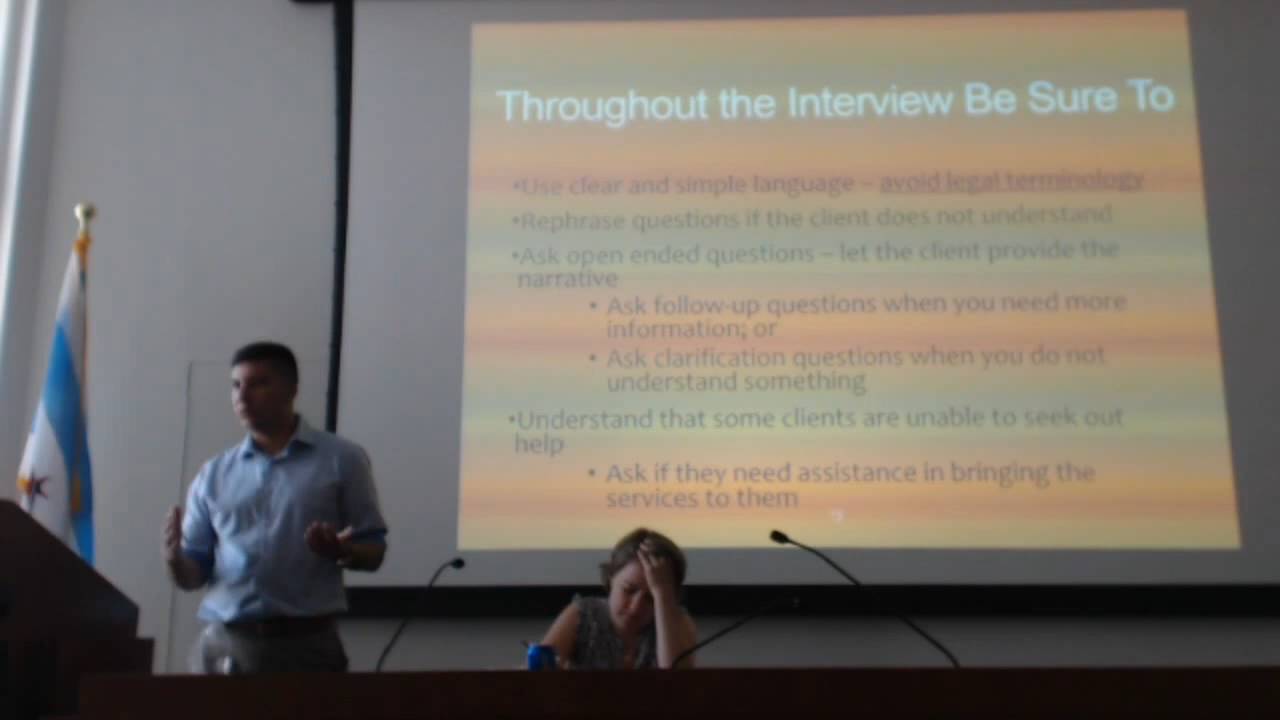 Throughout the Interview Be Sure To
•Use clear and simple language – avoid legal terminology
•Rephrase questions if the client does not understand
•Ask open ended questions – let the client provide the
narrative
• Ask follow-up questions when you need more
information; or
• Ask clarification questions when you do not
understand something
•Understand that some clients are unable to seek out
help
• Ask if they need assistance in bringing the
services to them